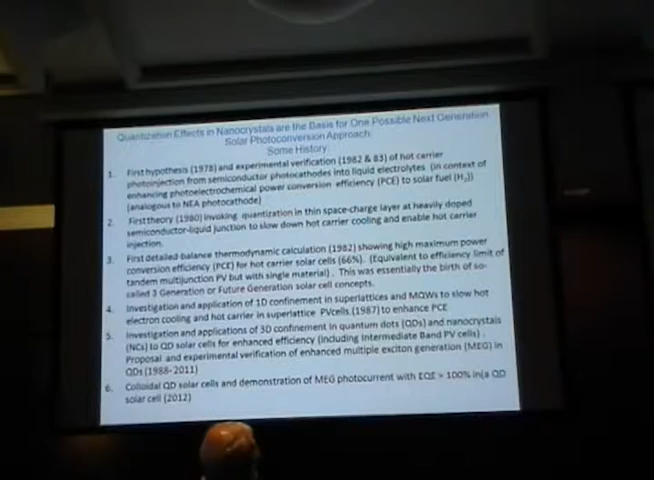 Quantization Effects in Nanocrystals are the Basis for One Possible Next Generation
Solar Photoconversion Approach:
Some History
1. First hypothesis (1978) and experimental verification (1982 & 83) of hot carrier
photoinjection from semiconductor photocathodes into liquid electrolytes (in context of
enhancing photoelectrochemical power conversion efficiency (PCE) to solar fuel (H2))
(analogous to NEA photocathode)
2. First theory (1980) invoking quantization in thin space-charge layer at heavily doped
semiconductor-liquid junction to slow down hot carrier cooling and enable hot carrier
injection.
3. First detailed balance thermodynamic calculation (1982) showing high maximum power
conversion efficiency (PCE) for hot carrier solar cells (66%). (Equivalent to efficiency limit of
tandem multijunction PV but with single material). This was essentially the birth of so-
called 3 Generation or Future Generation solar cell concepts.
4. Investigation and application of 1D confinement in superlattices and MQWs to slow hot
electron cooling and hot carrier in superlattice PVcells (1987) to enhance PCE
5. Investigation and applications of 3D confinement in quantum dots (QDs) and nanocrystals
(NCs) to QD solar cells for enhanced efficiency (including Intermediate Band PV cells).
Proposal and experimental verification of enhanced multiple exciton generation (MEG) in
QDs (1988-2011)
6. Colloidal QD solar cells and demonstration of MEG photocurrent with EQE > 100% in(a QD
solar cell (2012)